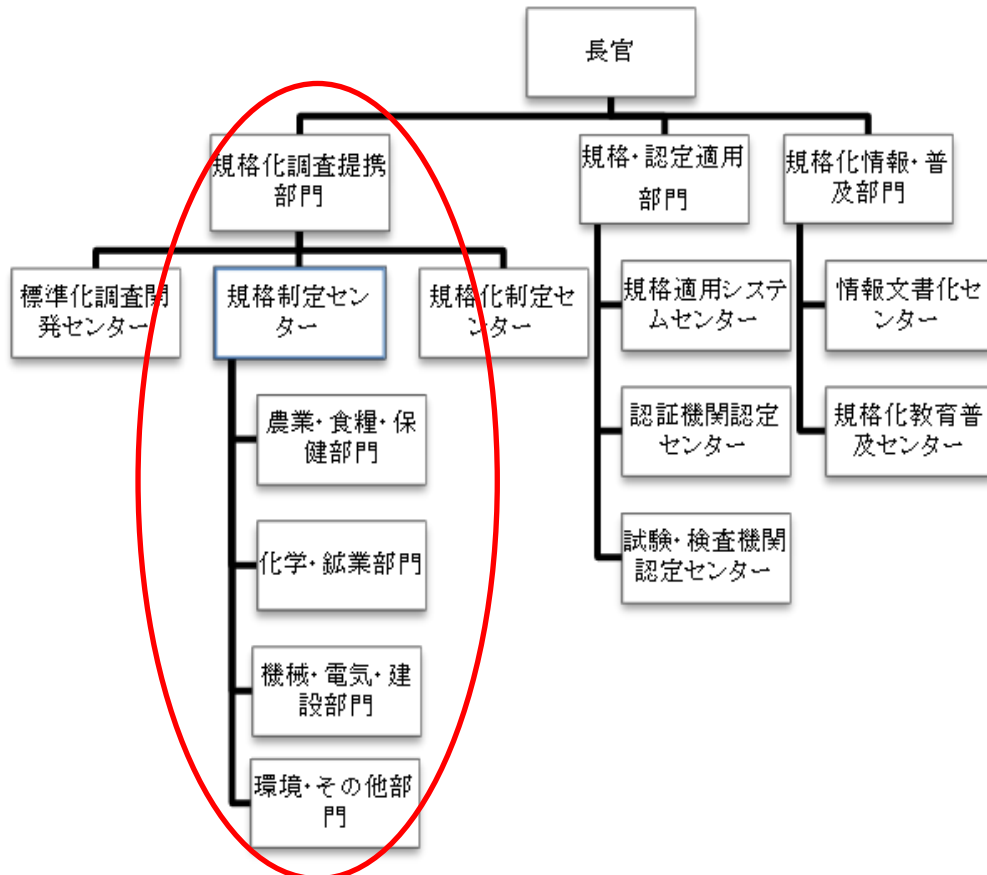 長官
規格化調査提携
部門
規格・認定適用
部門
規格化情報・普
及部門
標準化調査開
発センター
規格制定セン
ター
規格化制定セ
ンター
規格適用システ
ムセンター
情報文書化セ
ンター
農業・食糧・保
健部門
認証機関認定
センター
規格化教育普
及センター
化学・鉱業部門
試験・検査機関
認定センター
機械・電気・建
設部門
環境・その他部
門